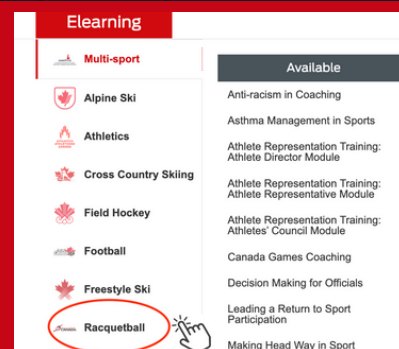 Elearning
Multi-sport
Alpine Ski
Athletics
Cross Country Skiing
Field Hockey
Football
Freestyle Ski
Racquetball
Available
Anti-racism in Coaching
Asthma Management in Sports
Athlete Representation Training:
Athlete Director Module
Athlete Representation Training:
Athlete Representative Module
Athlete Representation Training:
Athletes' Council Module
Canada Games Coaching
Decision Making for Officials
Leading a Return to Sport
Participation
Making Head Way in Sport